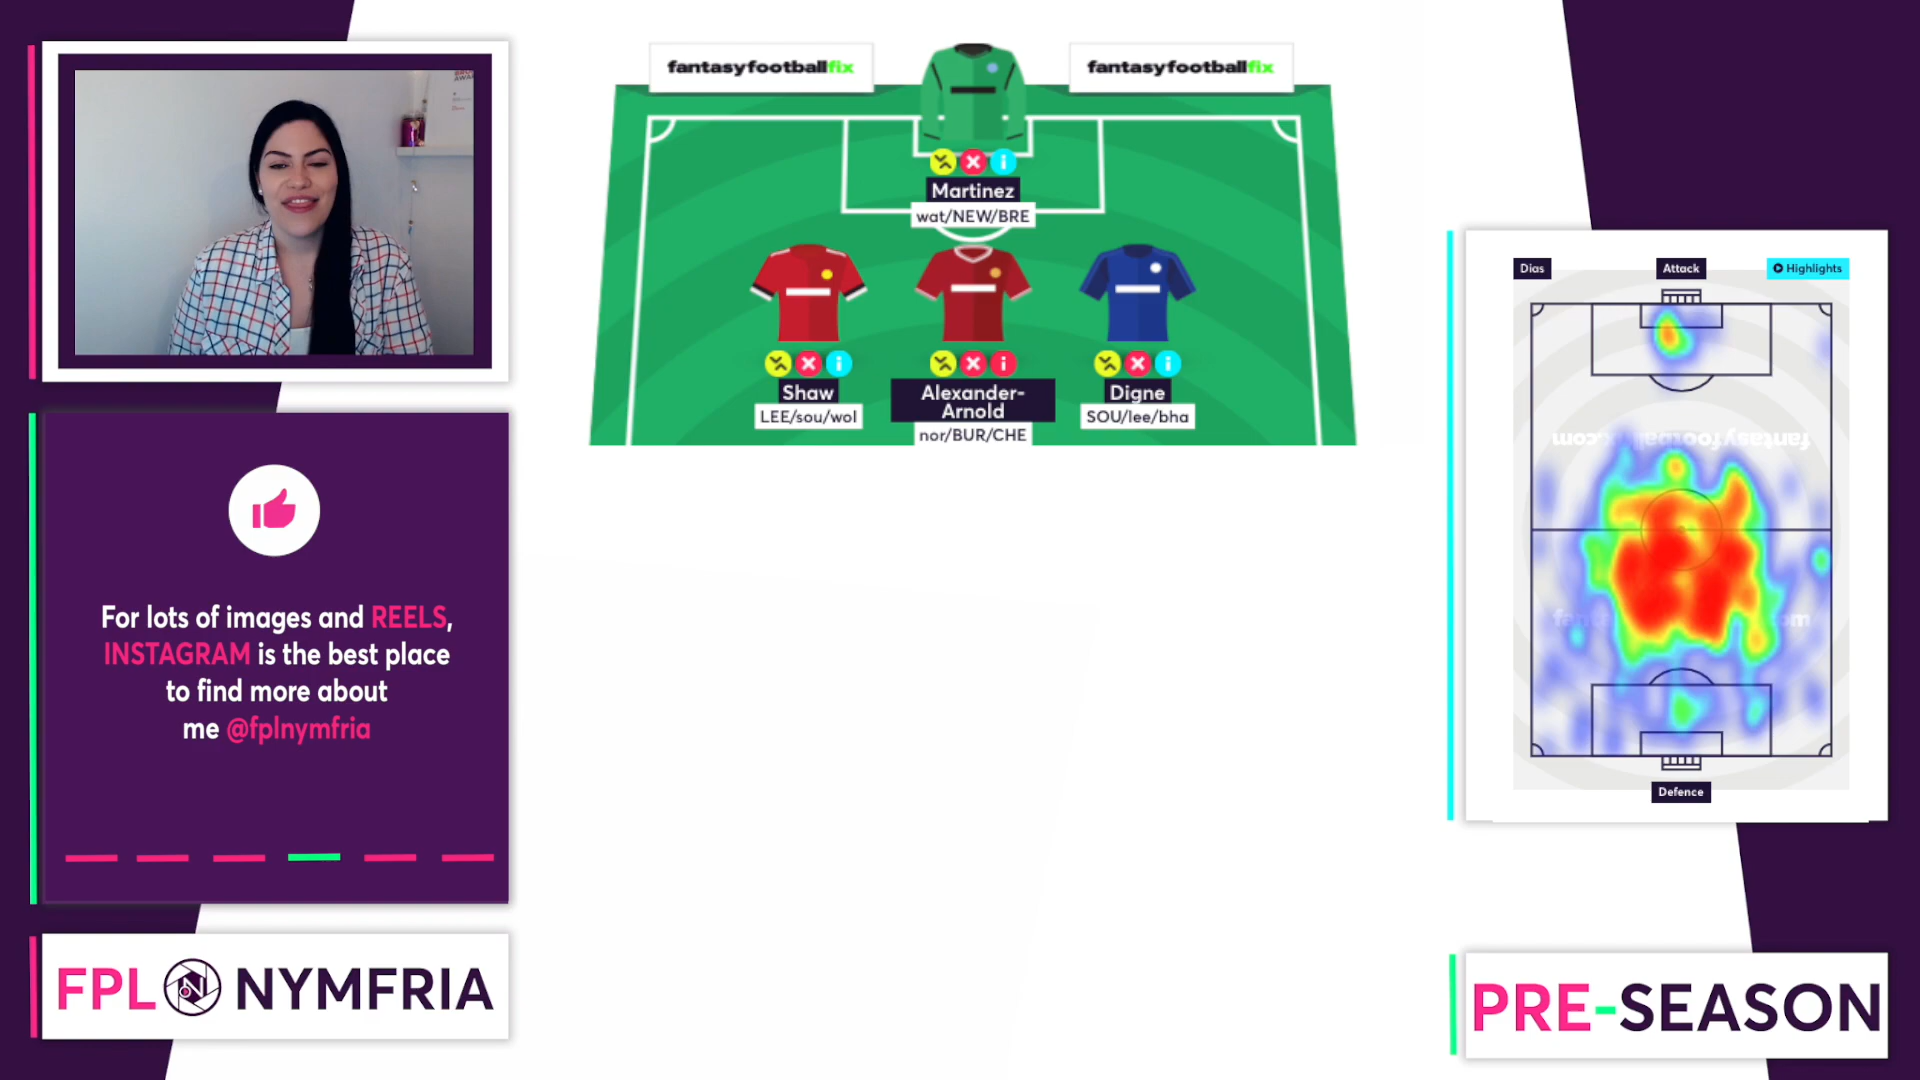 For lots of images and REELS,
INSTAGRAM is the best place
to find more about
me @fplnymfria
FPL NYMFRIA
fantasyfootballfix
fantasyfootballfix
Martinez
wat/NEW/BRE
Shaw
LEE/sou/wol
Alexander-
Arnold
nor/BUR/CHE
Digne
SOU/lee/bha
Dias
Attack
Highlights
Defence
PRE-SEASON